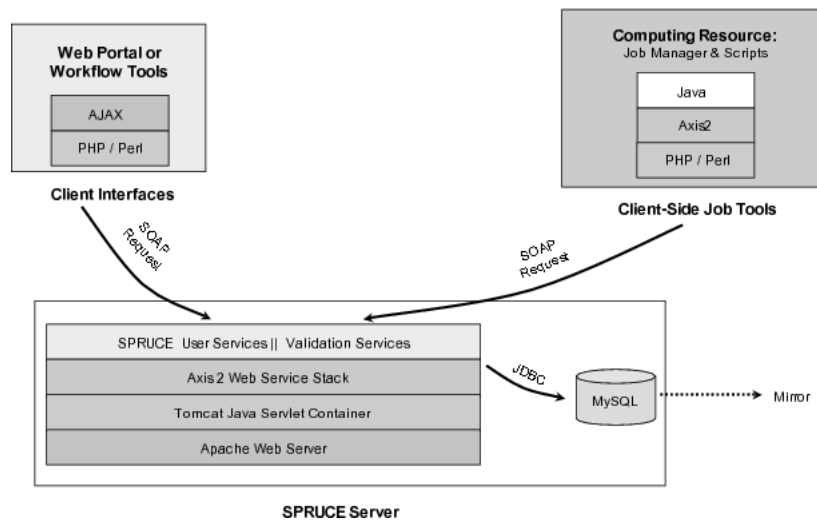 Web Portal or
Workflow Tools
AJAX
PHP / Perl
Client Interfaces
Computing Resource:
Job Manager & Scripts
Java
Axis2
PHP / Perl
Client-Side Job Tools
SOAP
Request
SOAP
Request
SPRUCE User Services || Validation Services
Axis2 Web Service Stack
Tomcat Java Servlet Container
Apache Web Server
JDBC
MySQL
Mirror
SPRUCE Server